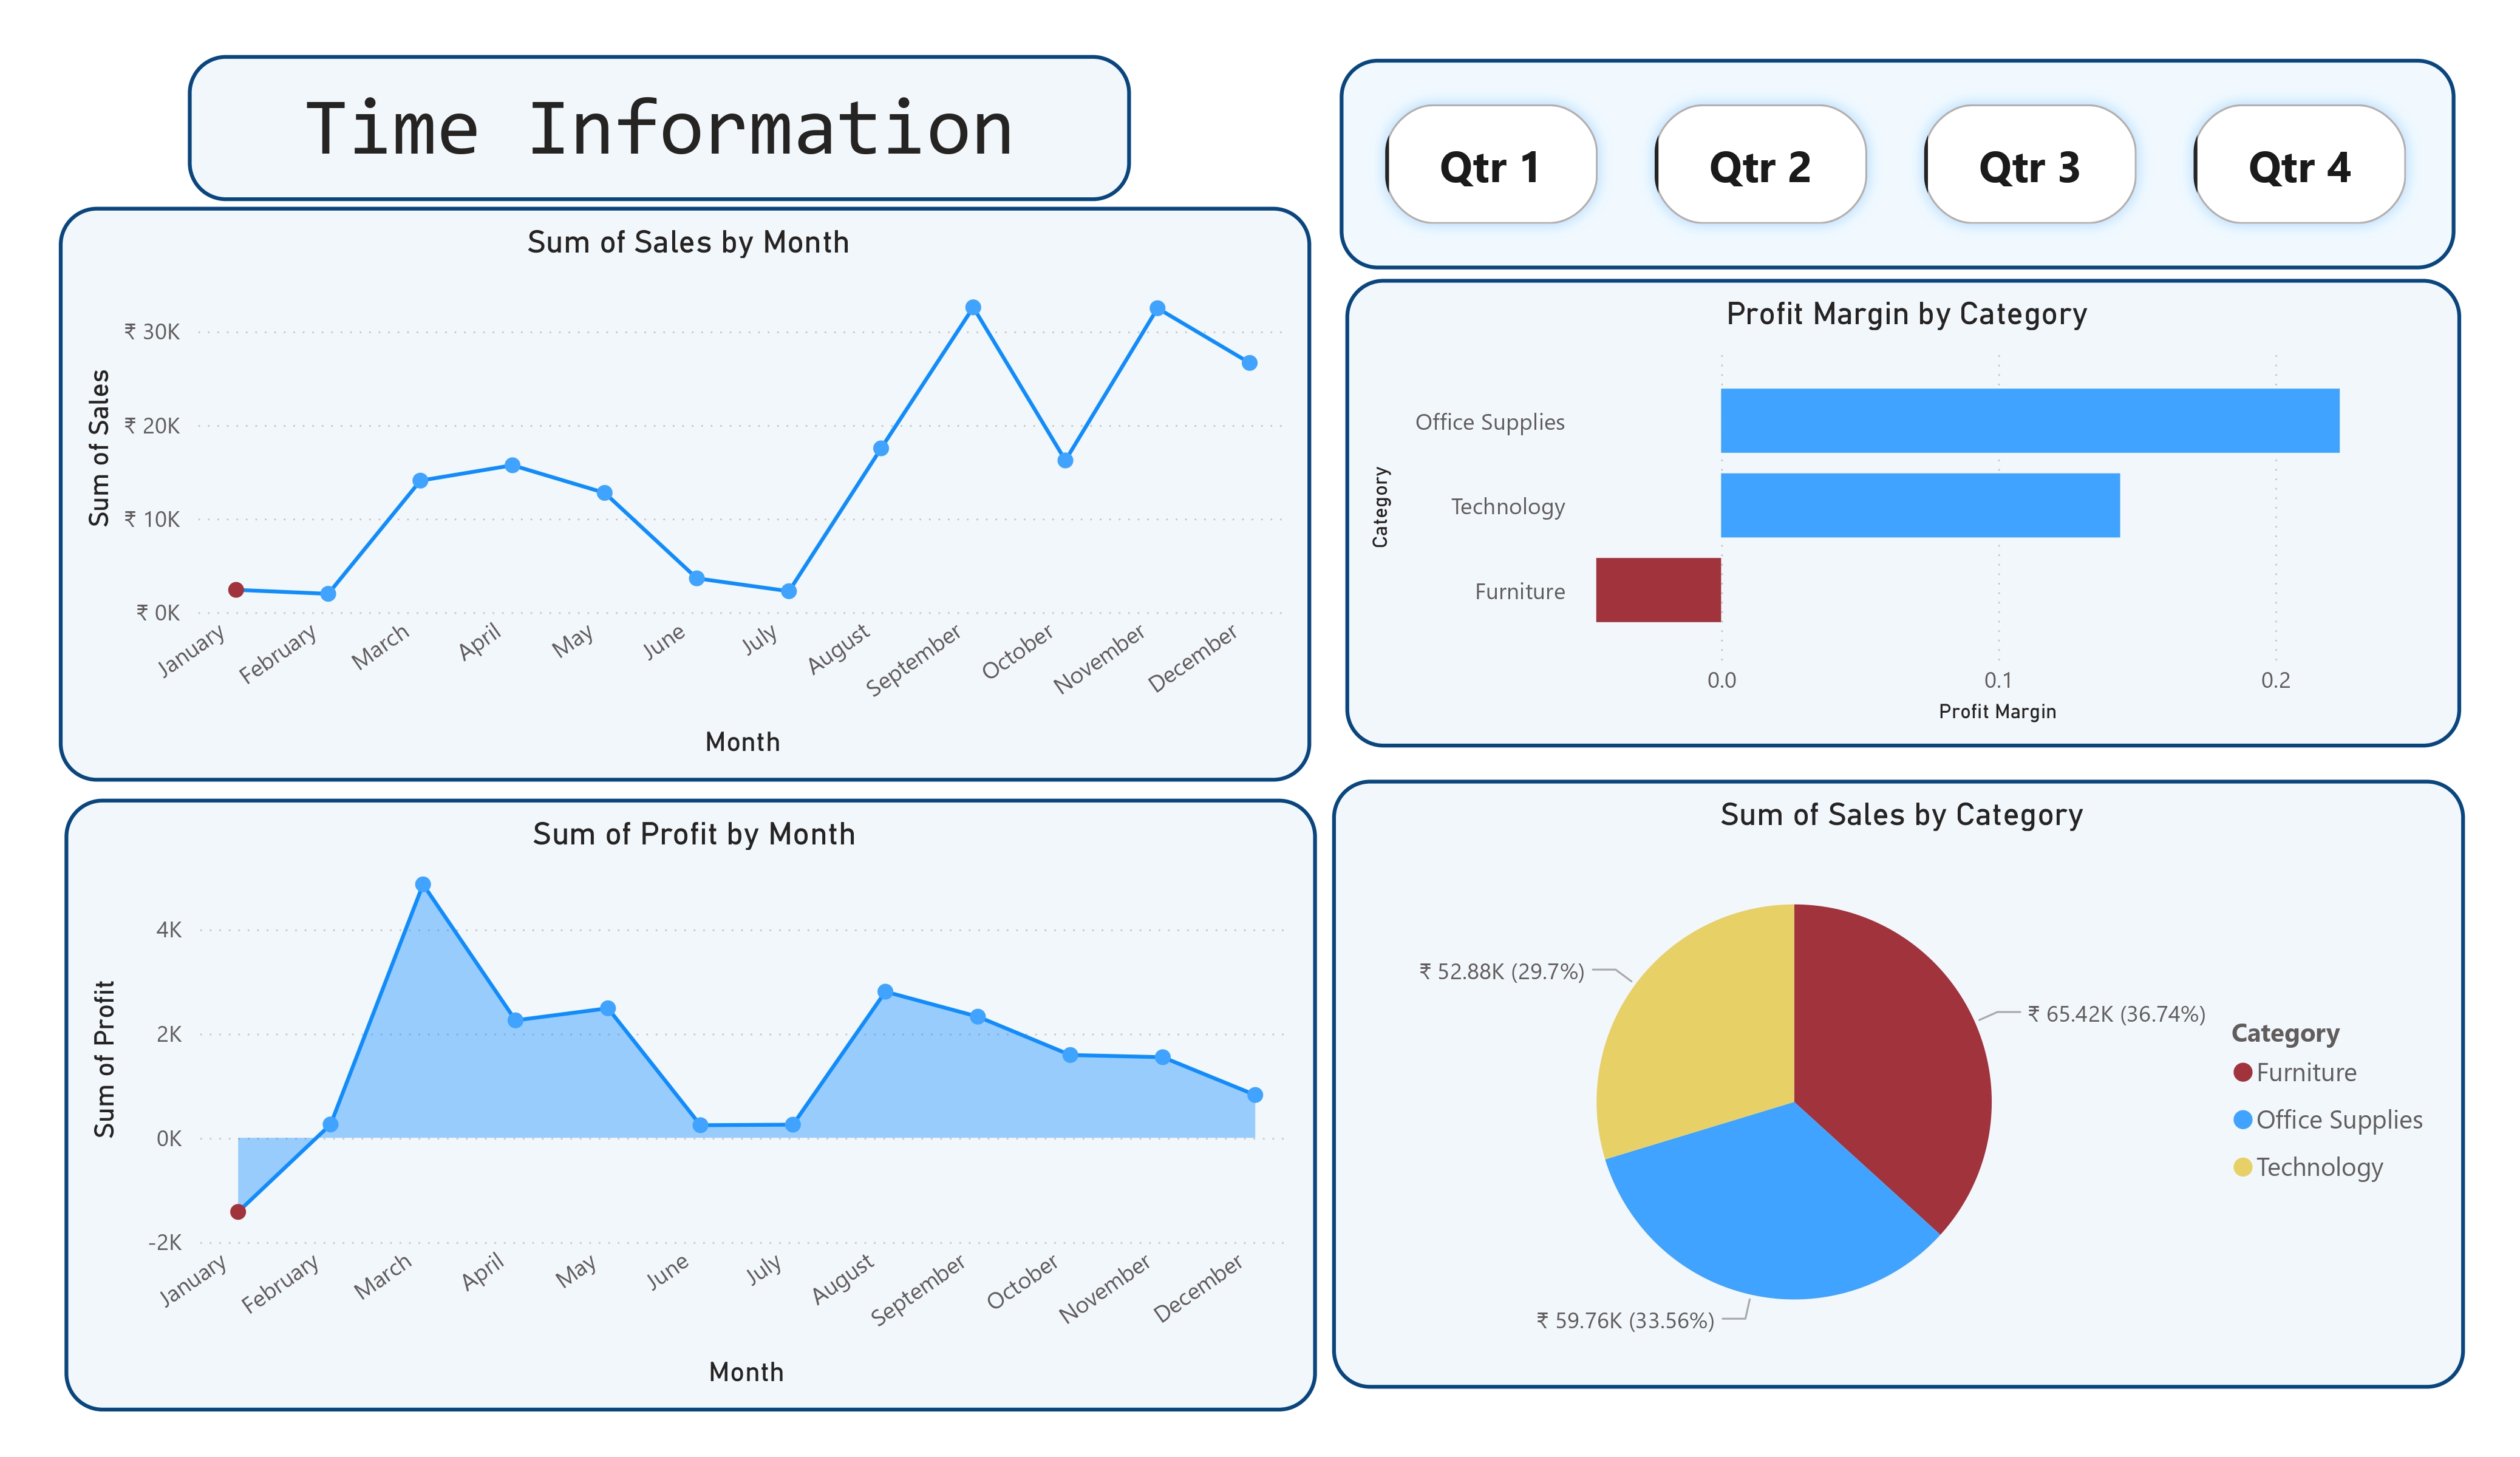 Time Information
Qtr 1
Qtr 2
Qtr 3
Qtr 4
Sum of Sales by Month
Sum of Sales
₹ 30K
₹ 20K
₹ 10K
₹ 0K
January
February
March
April
May
June
July
August
September
October
November
December
Month
Profit Margin by Category
Category
Office Supplies
Technology
Furniture
0.0
0.1
0.2
Profit Margin
Sum of Profit by Month
Sum of Profit
4K
2K
0K
-2K
January
February
March
April
May
June
July
August
September
October
November
December
Month
Sum of Sales by Category
₹ 52.88K (29.7%)
₹ 65.42K (36.74%)
₹ 59.76K (33.56%)
Category
Furniture
Office Supplies
Technology